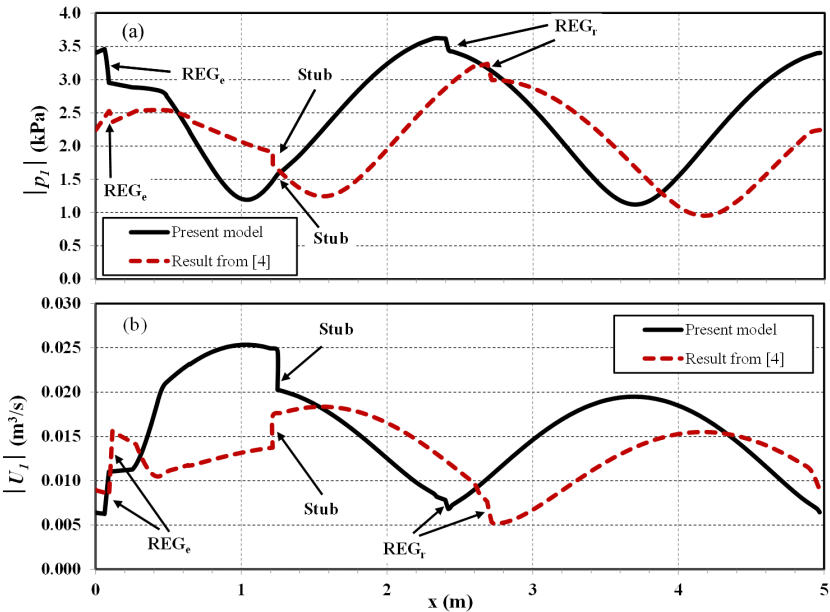 (a)
4.0
3.5
3.0
2.5
2.0
1.5
1.0
0.5
0.0
|p₁| (kPa)
REGₑ
REGₑ
Stub
Stub
REGᵣ
REGᵣ
Present model
Result from [4]
(b)
0.030
0.025
0.020
0.015
0.010
0.005
0.000
|U₁| (m³/s)
Stub
Stub
REGₑ
REGᵣ
Present model
Result from [4]
0 1 2 3 4 5
x (m)